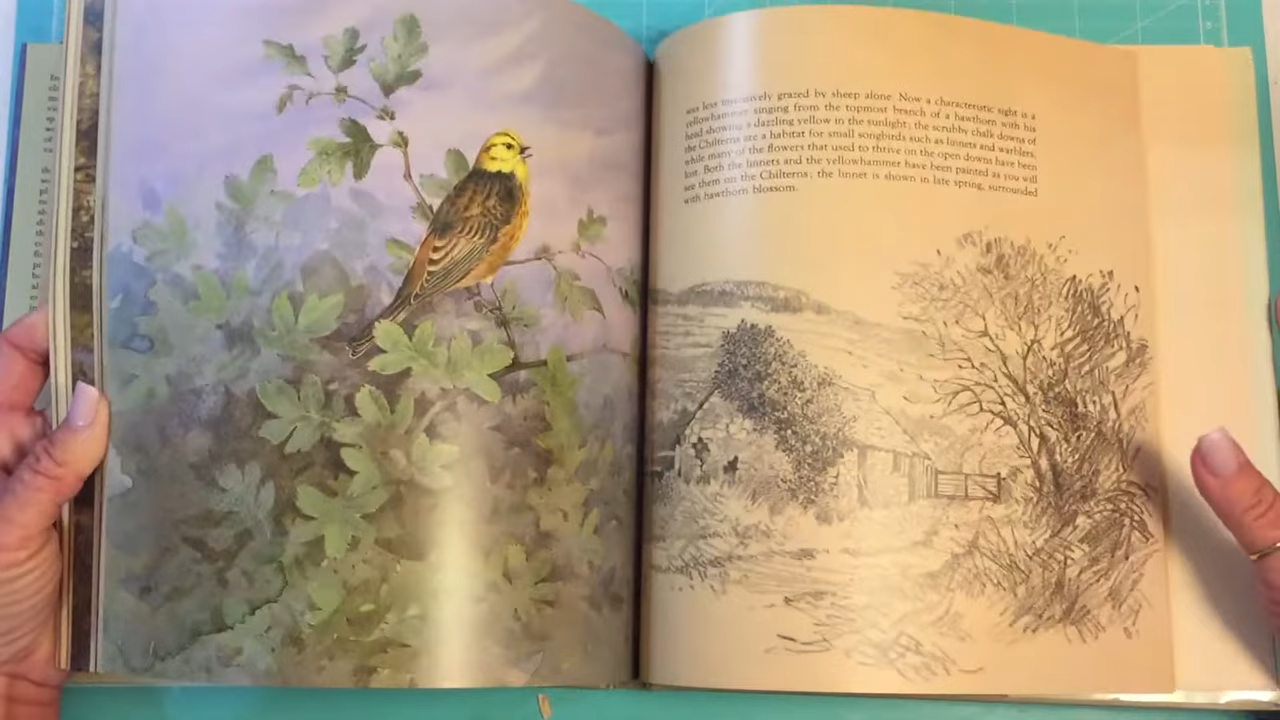 was less intensively grazed by sheep alone. Now a characteristic sight is a
yellowhammer singing from the topmost branch of a hawthorn with his
head showing a dazzling yellow in the sunlight; the scrubby chalk downs of
the Chilterns are a habitat for small songbirds such as linnets and warblers,
while many of the flowers that used to thrive on the open downs have been
lost. Both the linnets and the yellowhammer have been painted as you will
see them on the Chilterns; the linnet is shown in late spring, surrounded
with hawthorn blossom.